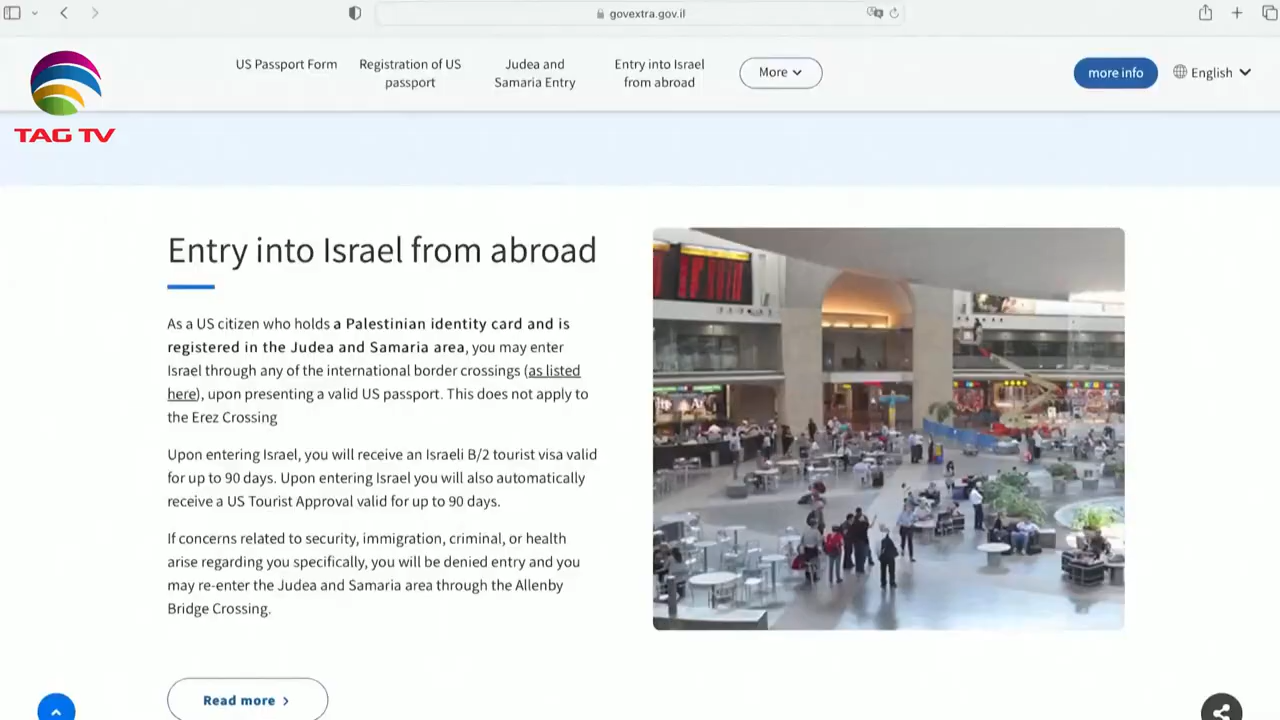 govextra.gov.il
US Passport Form
Registration of US
passport
Judea and
Samaria Entry
Entry into Israel
from abroad
More
more info
English
TAG TV
Entry into Israel from abroad
As a US citizen who holds a Palestinian identity card and is
registered in the Judea and Samaria area, you may enter
Israel through any of the international border crossings (as listed
here), upon presenting a valid US passport. This does not apply to
the Erez Crossing
Upon entering Israel, you will receive an Israeli B/2 tourist visa valid
for up to 90 days. Upon entering Israel you will also automatically
receive a US Tourist Approval valid for up to 90 days.
If concerns related to security, immigration, criminal, or health
arise regarding you specifically, you will be denied entry and you
may re-enter the Judea and Samaria area through the Allenby
Bridge Crossing.
Read more